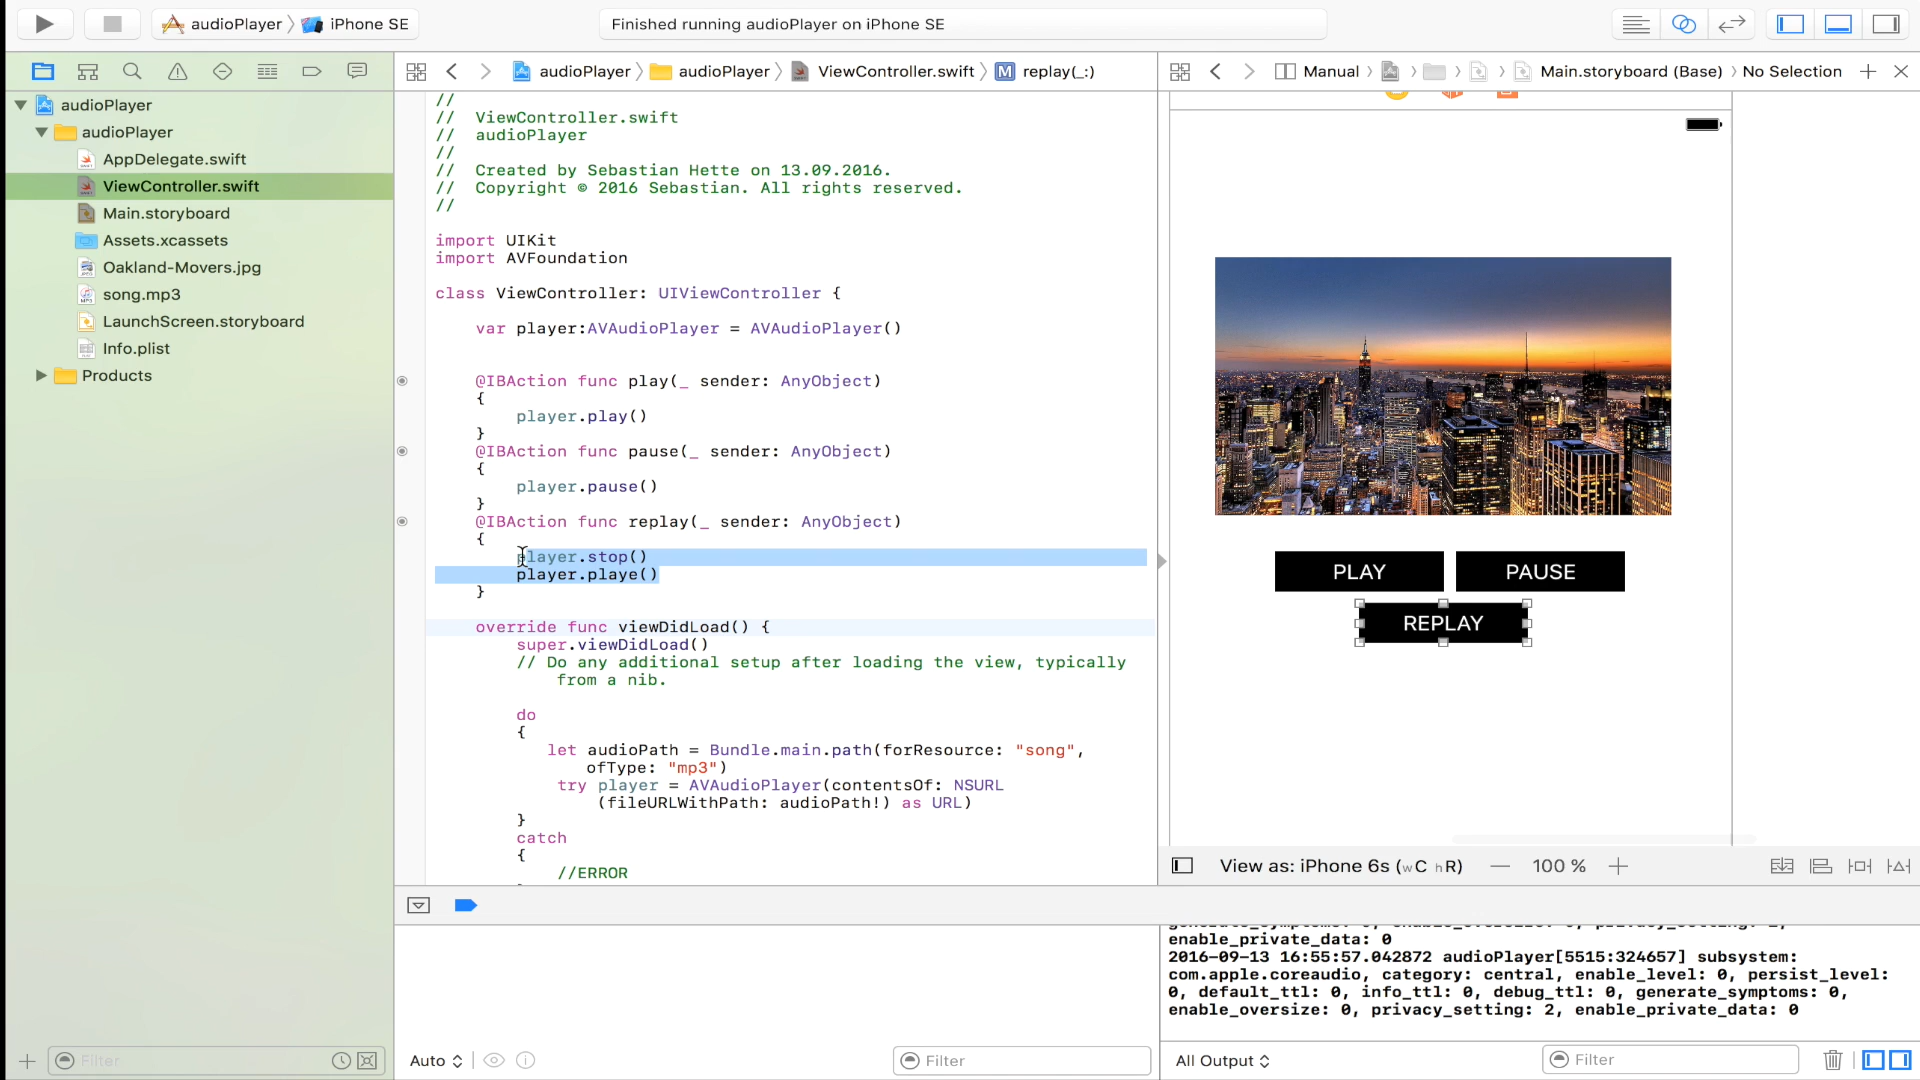 audioPlayer
iPhone SE
Finished running audioPlayer on iPhone SE
audioPlayer
audioPlayer
AppDelegate.swift
ViewController.swift
Main.storyboard
Assets.xcassets
Oakland-Movers.jpg
song.mp3
LaunchScreen.storyboard
Info.plist
Products
Filter
audioPlayer
audioPlayer
ViewController.swift
M replay(_:)
//
//  ViewController.swift
//  audioPlayer
//
//  Created by Sebastian Hette on 13.09.2016.
//  Copyright © 2016 Sebastian. All rights reserved.
//
import UIKit
import AVFoundation
class ViewController: UIViewController {
var player:AVAudioPlayer = AVAudioPlayer()
@IBAction func play(_ sender: AnyObject)
{
player.play()
}
@IBAction func pause(_ sender: AnyObject)
{
player.pause()
}
@IBAction func replay(_ sender: AnyObject)
{
player.stop()
player.playe()
}
override func viewDidLoad() {
super.viewDidLoad()
// Do any additional setup after loading the view, typically
from a nib.
do
{
let audioPath = Bundle.main.path(forResource: "song",
ofType: "mp3")
try player = AVAudioPlayer(contentsOf: NSURL
(fileURLWithPath: audioPath!) as URL)
}
catch
{
//ERROR
Manual
Main.storyboard (Base)
No Selection
PLAY
PAUSE
REPLAY
View as: iPhone 6s (wC hR)
100 %
Auto
Filter
enable_private_data: 0
2016-09-13 16:55:57.042872 audioPlayer[5515:324657] subsystem:
com.apple.coreaudio, category: central, enable_level: 0, persist_level:
0, default_ttl: 0, info_ttl: 0, debug_ttl: 0, generate_symptoms: 0,
enable_oversize: 0, privacy_setting: 2, enable_private_data: 0
All Output
Filter